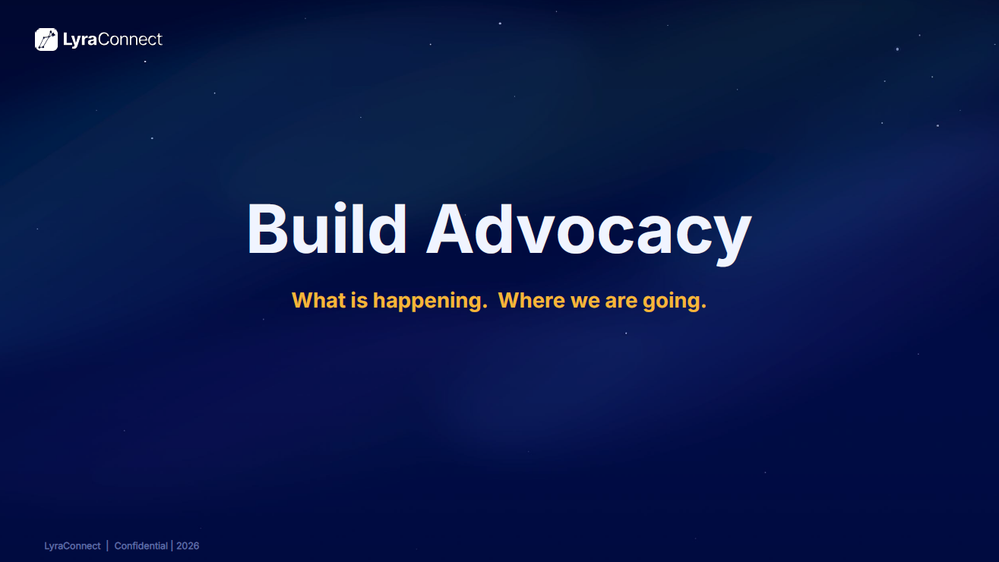 LyraConnect
Build Advocacy
What is happening.  Where we are going.
LyraConnect | Confidential | 2026